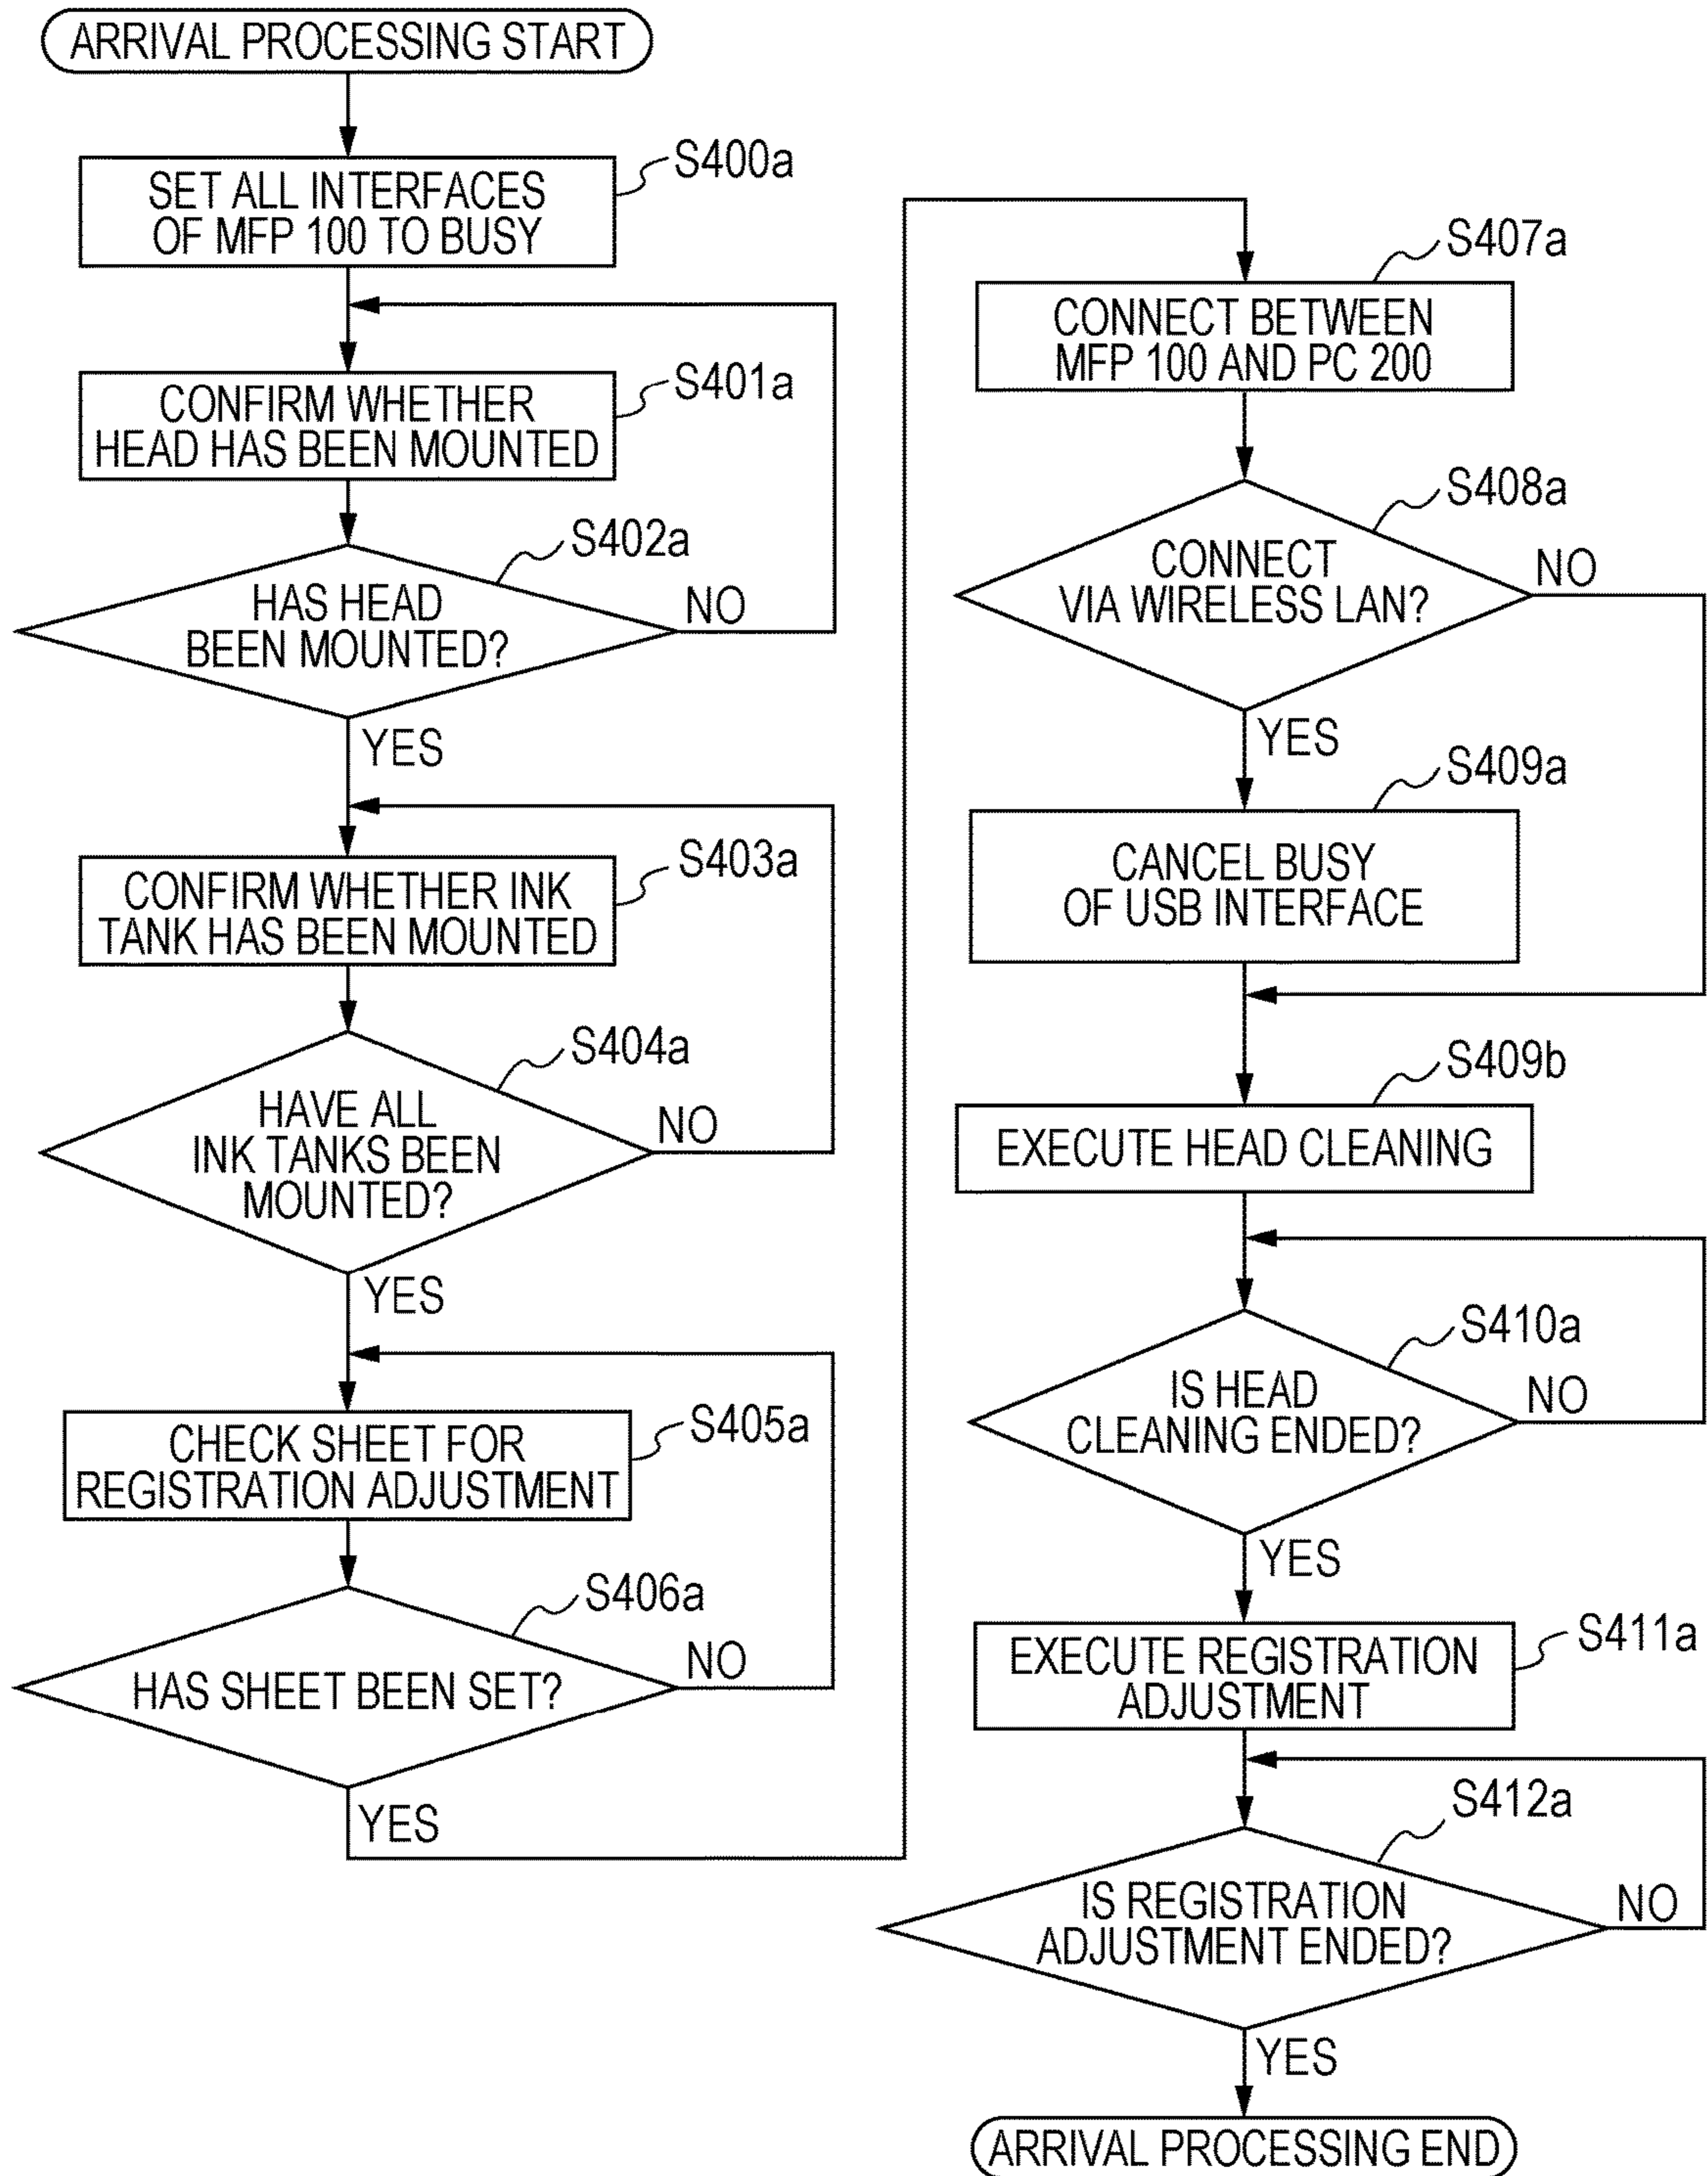 ARRIVAL PROCESSING START
S400a
SET ALL INTERFACES
OF MFP 100 TO BUSY
S401a
CONFIRM WHETHER
HEAD HAS BEEN MOUNTED
S402a
HAS HEAD
BEEN MOUNTED?
NO
YES
S403a
CONFIRM WHETHER INK
TANK HAS BEEN MOUNTED
S404a
HAVE ALL
INK TANKS BEEN
MOUNTED?
NO
YES
S405a
CHECK SHEET FOR
REGISTRATION ADJUSTMENT
S406a
HAS SHEET BEEN SET?
NO
YES
S407a
CONNECT BETWEEN
MFP 100 AND PC 200
S408a
CONNECT
VIA WIRELESS LAN?
NO
YES
S409a
CANCEL BUSY
OF USB INTERFACE
S409b
EXECUTE HEAD CLEANING
S410a
IS HEAD
CLEANING ENDED?
NO
YES
S411a
EXECUTE REGISTRATION
ADJUSTMENT
S412a
IS REGISTRATION
ADJUSTMENT ENDED?
NO
YES
ARRIVAL PROCESSING END